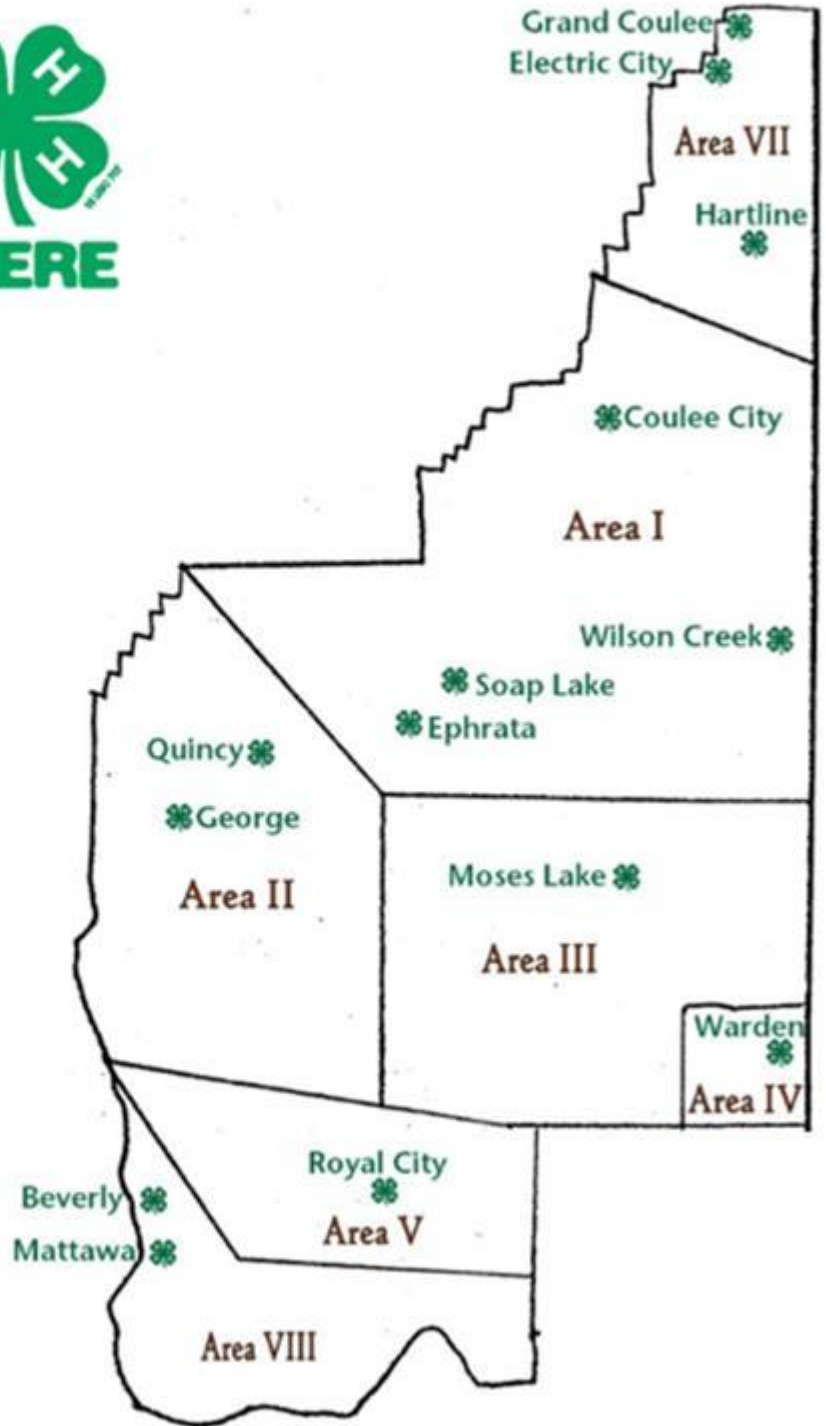 Grand Coulee
Electric City
Area VII
H
H
Hartline
ERE
Coulee City
Area I
Wilson Creek
Soap Lake
Ephrata
Quincy
George
Area II
Moses Lake
Area III
Warden
Area IV
Royal City
Area V
Beverly
Mattawa
Area VIII